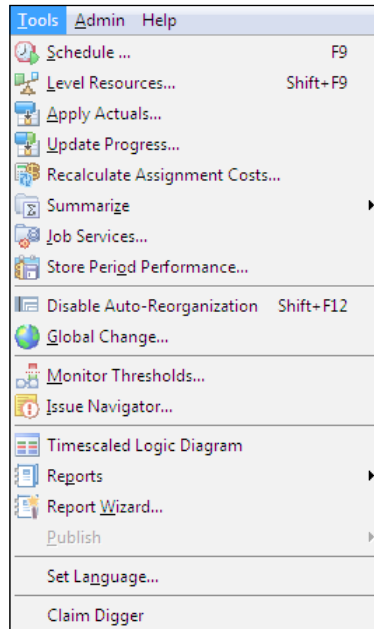 Tools Admin Help
Schedule ... F9
Level Resources... Shift+F9
Apply Actuals...
Update Progress...
Recalculate Assignment Costs...
Summarize
Job Services...
Store Period Performance...
Disable Auto-Reorganization Shift+F12
Global Change...
Monitor Thresholds...
Issue Navigator...
Timescaled Logic Diagram
Reports
Report Wizard...
Publish
Set Language...
Claim Digger